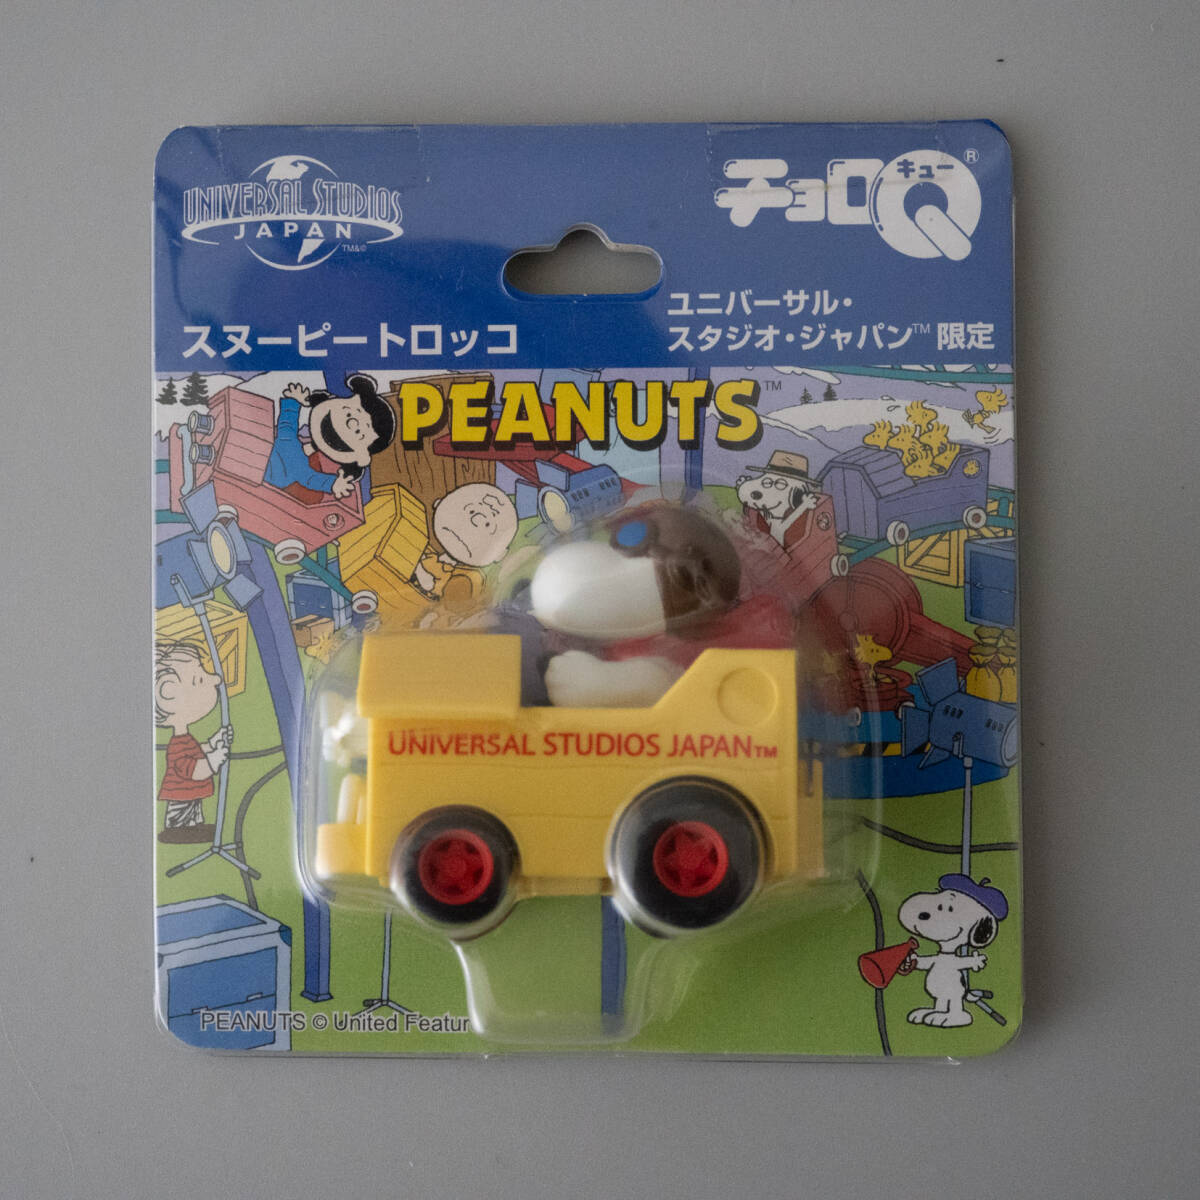 UNIVERSAL STUDIOS
JAPAN
TM&©
チョロQ
キュー
®
スヌーピートロッコ
ユニバーサル・
スタジオ・ジャパン™ 限定
PEANUTS™
UNIVERSAL STUDIOS JAPAN™
PEANUTS © United Featur